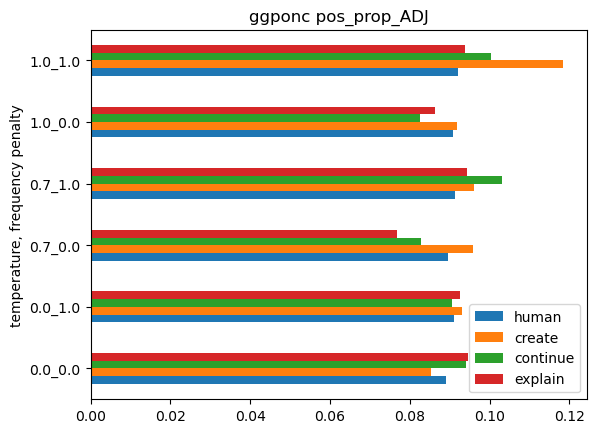 ggponc pos_prop_ADJ
temperature, frequency penalty
1.0_1.0
1.0_0.0
0.7_1.0
0.7_0.0
0.0_1.0
0.0_0.0
human
create
continue
explain
0.00 0.02 0.04 0.06 0.08 0.10 0.12